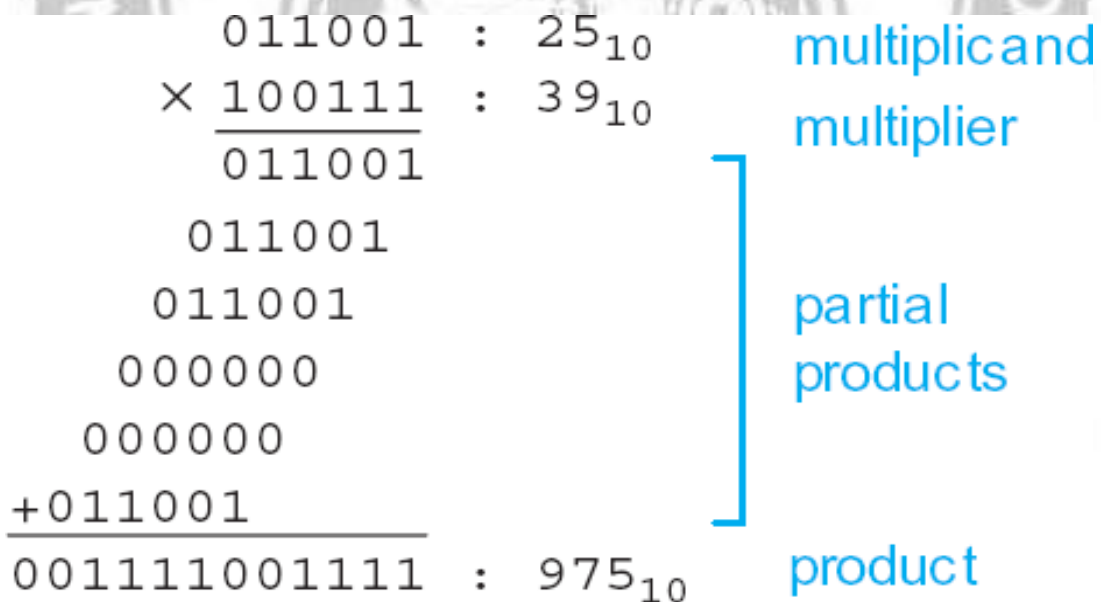 011001 : 25₁₀ multiplicand
× 100111 : 39₁₀ multiplier
011001
011001
011001 partial
000000 products
000000
+011001
001111001111 : 975₁₀ product